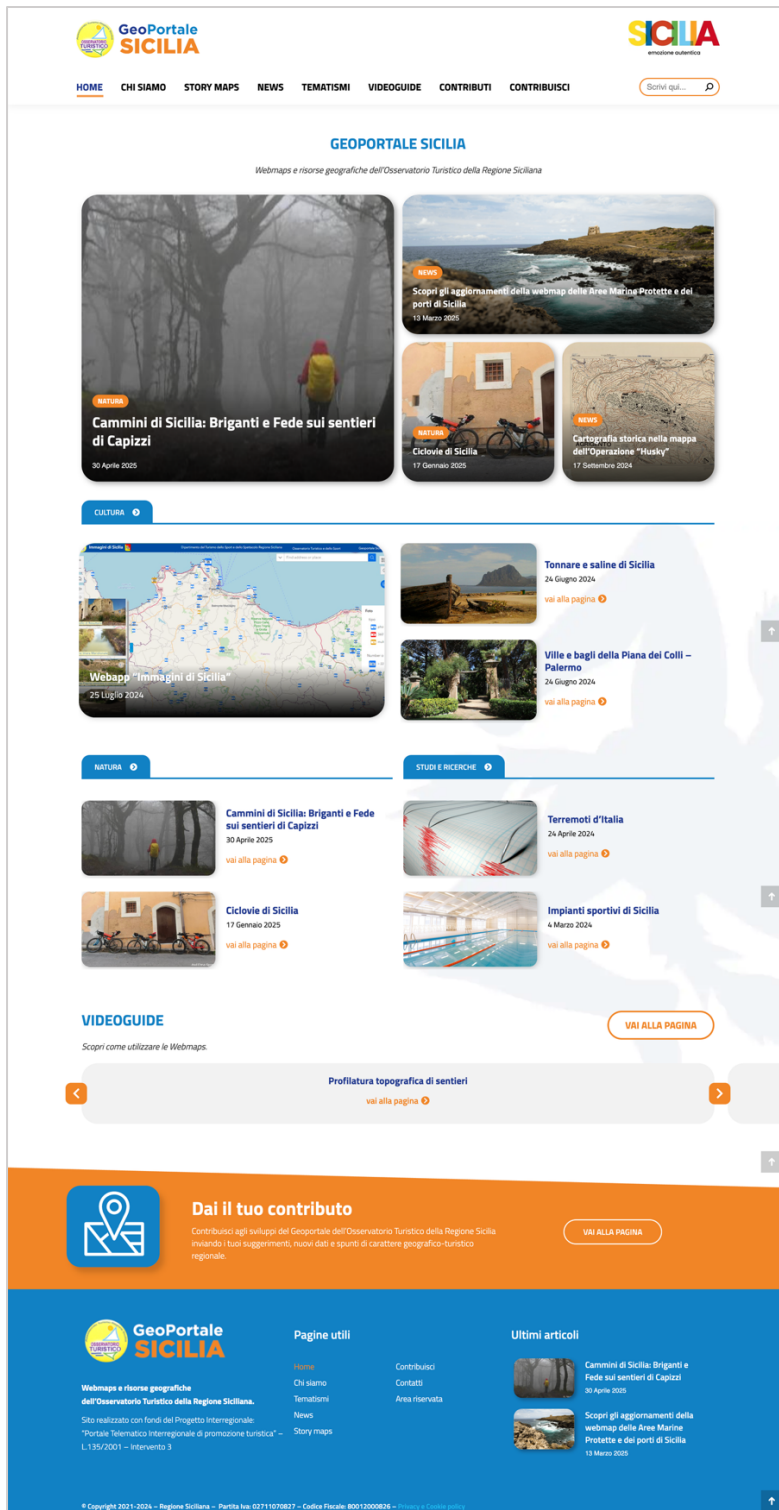 OSSERVATORIO
TURISTICO
GeoPortale
SICILIA
SICILIA
emozione autentica
HOME
CHI SIAMO
STORY MAPS
NEWS
TEMATISMI
VIDEOGUIDE
CONTRIBUTI
CONTRIBUISCI
Scrivi qui...
GEOPORTALE SICILIA
Webmaps e risorse geografiche dell'Osservatorio Turistico della Regione Siciliana
NATURA
Cammini di Sicilia: Briganti e Fede sui sentieri
di Capizzi
30 Aprile 2025
NEWS
Scopri gli aggiornamenti della webmap delle Aree Marine Protette e dei
porti di Sicilia
13 Marzo 2025
NATURA
Ciclovie di Sicilia
17 Gennaio 2025
NEWS
Cartografia storica nella mappa
dell'Operazione "Husky"
17 Settembre 2024
CULTURA
Immagini di Sicilia
Webapp "Immagini di Sicilia"
25 Luglio 2024
Tonnare e saline di Sicilia
24 Giugno 2024
vai alla pagina
Ville e bagli della Piana dei Colli –
Palermo
24 Giugno 2024
vai alla pagina
NATURA
Cammini di Sicilia: Briganti e Fede
sui sentieri di Capizzi
30 Aprile 2025
vai alla pagina
Ciclovie di Sicilia
17 Gennaio 2025
vai alla pagina
STUDI E RICERCHE
Terremoti d'Italia
24 Aprile 2024
vai alla pagina
Impianti sportivi di Sicilia
4 Marzo 2024
vai alla pagina
VIDEOGUIDE
VAI ALLA PAGINA
Scopri come utilizzare le Webmaps.
Profilatura topografica di sentieri
vai alla pagina
Dai il tuo contributo
Contribuisci agli sviluppi del Geoportale dell'Osservatorio Turistico della Regione Sicilia
inviando i tuoi suggerimenti, nuovi dati e spunti di carattere geografico-turistico
regionale.
VAI ALLA PAGINA
OSSERVATORIO
TURISTICO
GeoPortale
SICILIA
Webmaps e risorse geografiche
dell'Osservatorio Turistico della Regione Siciliana.
Sito realizzato con fondi del Progetto Interregionale:
"Portale Telematico Interregionale di promozione turistica" –
L.135/2001 – Intervento 3
Pagine utili
Home
Chi siamo
Tematismi
News
Story maps
Contribuisci
Contatti
Area riservata
Ultimi articoli
Cammini di Sicilia: Briganti e
Fede sui sentieri di Capizzi
30 Aprile 2025
Scopri gli aggiornamenti della
webmap delle Aree Marine
Protette e dei porti di Sicilia
13 Marzo 2025
© Copyright 2021-2024 – Regione Siciliana – Partita Iva: 02711070827 – Codice Fiscale: 80012000826 – Privacy e Cookie policy